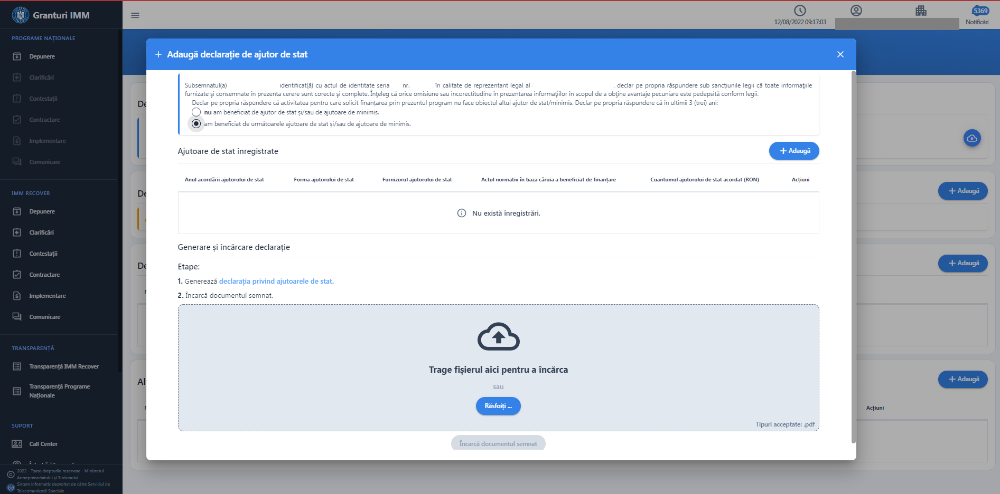 Granturi IMM
12/08/2022 09:17:03
5369
Notificări
PROGRAME NAȚIONALE
Depunere
Clarificări
Contestații
Contractare
Implementare
Comunicare
IMM RECOVER
Depunere
Clarificări
Contestații
Contractare
Implementare
Comunicare
TRANSPARENȚĂ
Transparență IMM Recover
Transparență Programe
Naționale
SUPORT
Call Center
2022 - Toate drepturile rezervate - Ministerul
Antreprenoriatului și Turismului
Sistem informatic dezvoltat de către Serviciul de
Telecomunicații Speciale
+ Adaugă declarație de ajutor de stat
Subsemnatul(a) identificat(ă) cu actul de identitate seria nr. , în calitate de reprezentant legal al , declar pe propria răspundere sub sancțiunile legii că toate informaţiile
furnizate şi consemnate în prezenta cerere sunt corecte şi complete. Înţeleg că orice omisiune sau incorectitudine în prezentarea informaţiilor în scopul de a obţine avantaje pecuniare este pedepsită conform legii.
Declar pe propria răspundere că activitatea pentru care solicit finanțarea prin prezentul program nu face obiectul altui ajutor de stat/minimis. Declar pe propria răspundere că în ultimii 3 (trei) ani:
nu am beneficiat de ajutor de stat și/sau de ajutoare de minimis.
am beneficiat de următoarele ajutoare de stat și/sau de ajutoare de minimis.
Ajutoare de stat înregistrate
+ Adaugă
Anul acordării ajutorului de stat Forma ajutorului de stat Furnizorul ajutorului de stat Actul normativ în baza căruia a beneficiat de finanțare Cuantumul ajutorului de stat acordat (RON) Acțiuni
Nu există înregistrări.
Generare și încărcare declarație
Etape:
1. Generează declarația privind ajutoarele de stat.
2. Încarcă documentul semnat.
Trage fișierul aici pentru a încărca
sau
Răsfoiți ...
Tipuri acceptate: .pdf
Încarcă documentul semnat
De
De
+ Adaugă
De
+ Adaugă
Al
+ Adaugă
Acțiuni